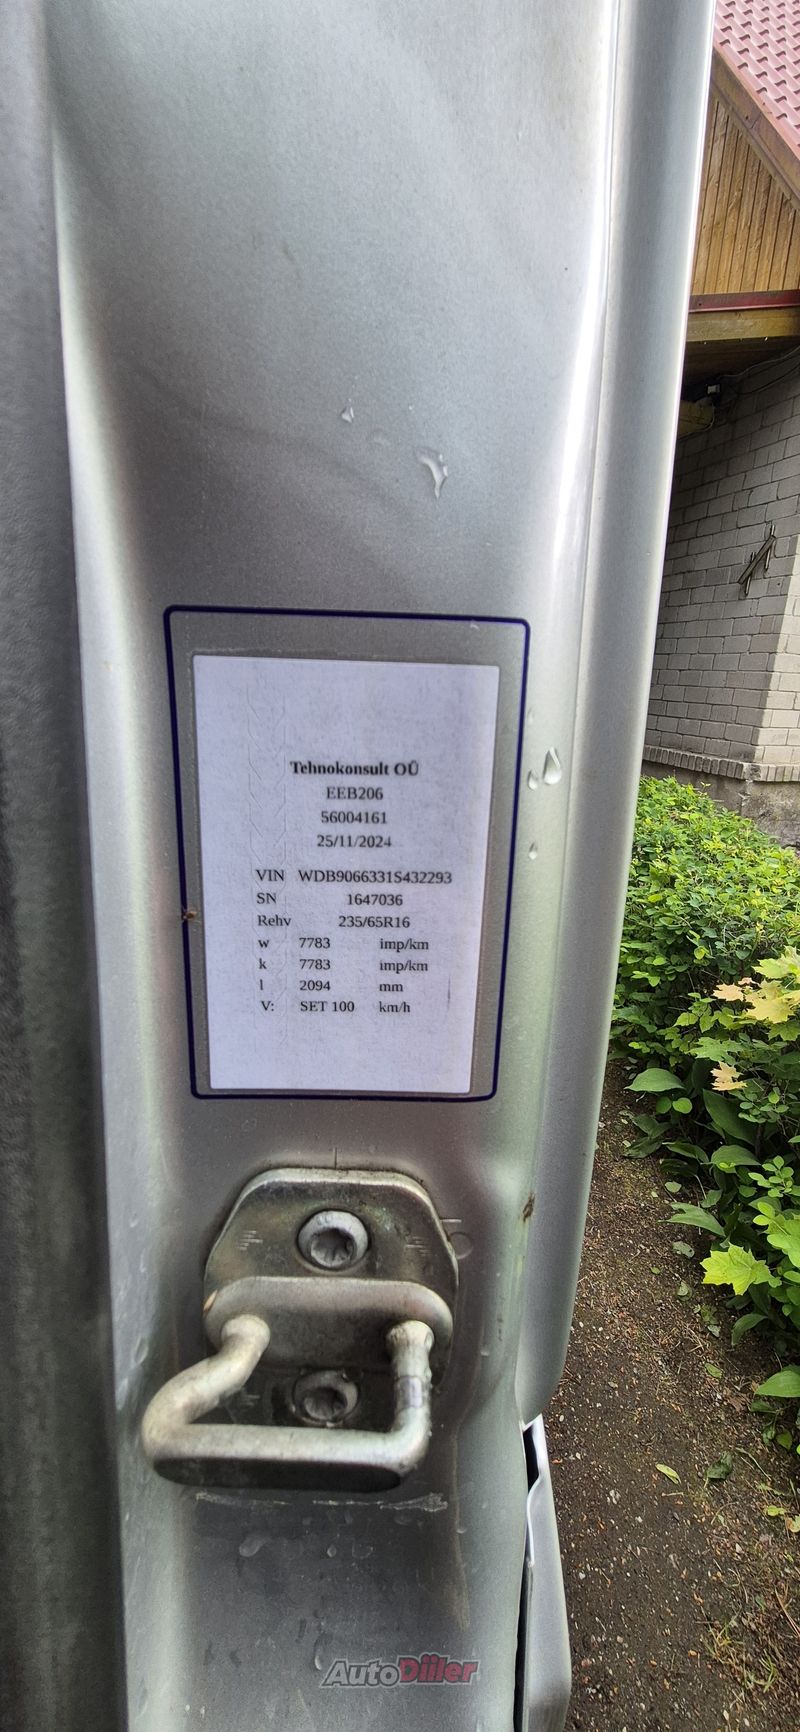 Tehnokonsult OÜ
EEB206
56004161
25/11/2024
VIN WDB9066331S432293
SN 1647036
Rehv 235/65R16
w 7783 imp/km
k 7783 imp/km
l 2094 mm
V: SET 100 km/h
AutoDiiler